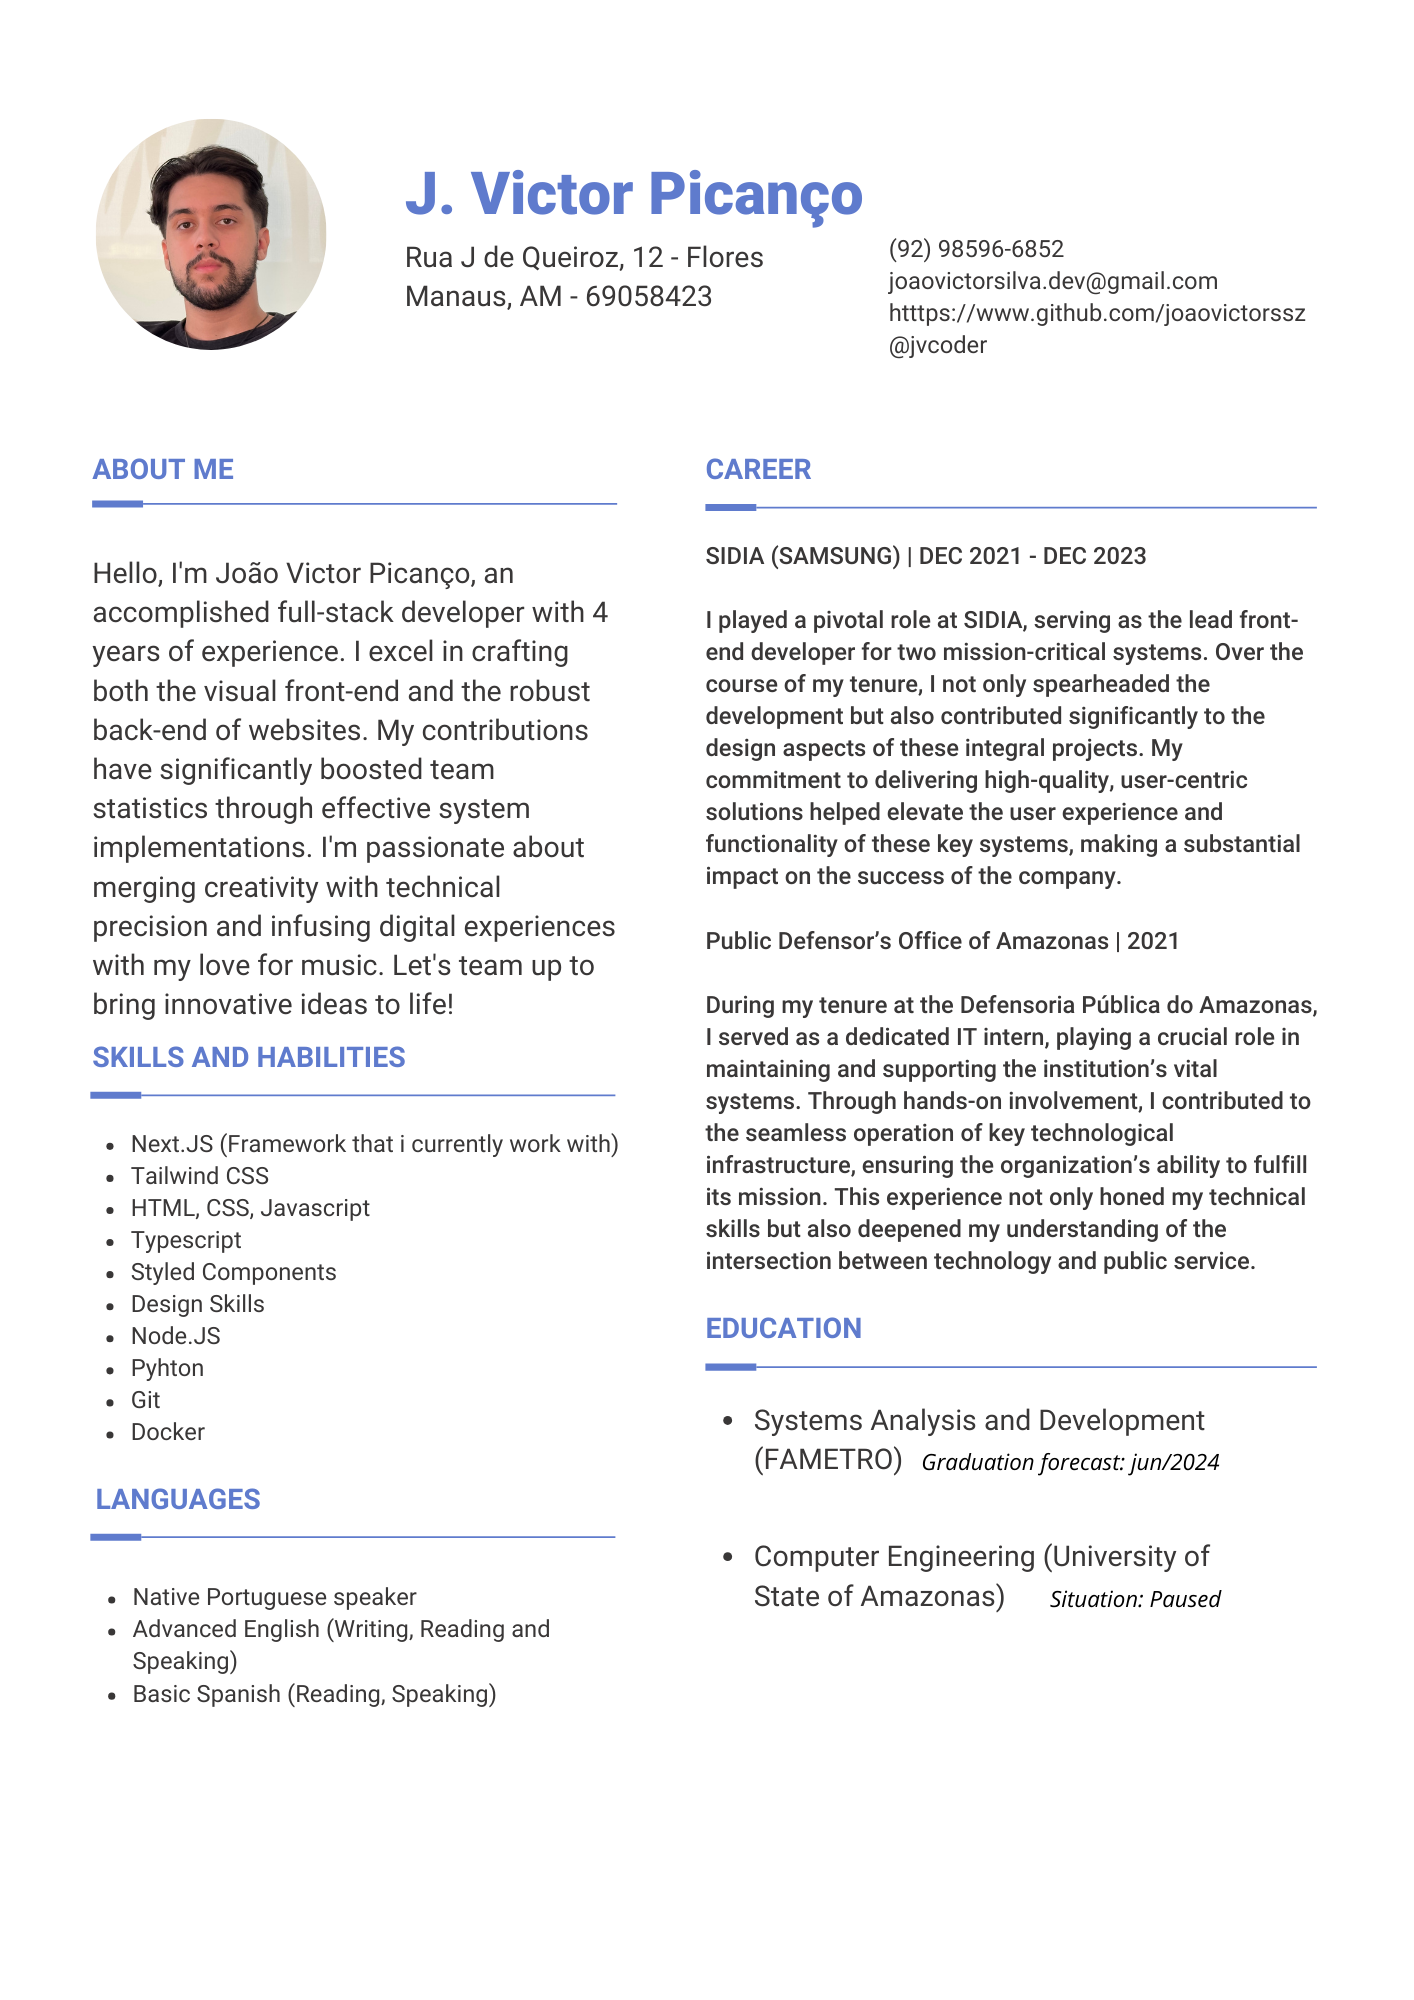 J. Victor Picanço
Rua J de Queiroz, 12 - Flores
Manaus, AM - 69058423
(92) 98596-6852
joaovictorsilva.dev@gmail.com
htttps://www.github.com/joaovictorssz
@jvcoder
ABOUT ME
Hello, I'm João Victor Picanço, an
accomplished full-stack developer with 4
years of experience. I excel in crafting
both the visual front-end and the robust
back-end of websites. My contributions
have significantly boosted team
statistics through effective system
implementations. I'm passionate about
merging creativity with technical
precision and infusing digital experiences
with my love for music. Let's team up to
bring innovative ideas to life!
SKILLS AND HABILITIES
• Next.JS (Framework that i currently work with)
• Tailwind CSS
• HTML, CSS, Javascript
• Typescript
• Styled Components
• Design Skills
• Node.JS
• Pyhton
• Git
• Docker
LANGUAGES
• Native Portuguese speaker
• Advanced English (Writing, Reading and
Speaking)
• Basic Spanish (Reading, Speaking)
CAREER
SIDIA (SAMSUNG) | DEC 2021 - DEC 2023
I played a pivotal role at SIDIA, serving as the lead front-
end developer for two mission-critical systems. Over the
course of my tenure, I not only spearheaded the
development but also contributed significantly to the
design aspects of these integral projects. My
commitment to delivering high-quality, user-centric
solutions helped elevate the user experience and
functionality of these key systems, making a substantial
impact on the success of the company.
Public Defensor’s Office of Amazonas | 2021
During my tenure at the Defensoria Pública do Amazonas,
I served as a dedicated IT intern, playing a crucial role in
maintaining and supporting the institution’s vital
systems. Through hands-on involvement, I contributed to
the seamless operation of key technological
infrastructure, ensuring the organization’s ability to fulfill
its mission. This experience not only honed my technical
skills but also deepened my understanding of the
intersection between technology and public service.
EDUCATION
• Systems Analysis and Development
(FAMETRO) Graduation forecast: jun/2024
• Computer Engineering (University of
State of Amazonas) Situation: Paused